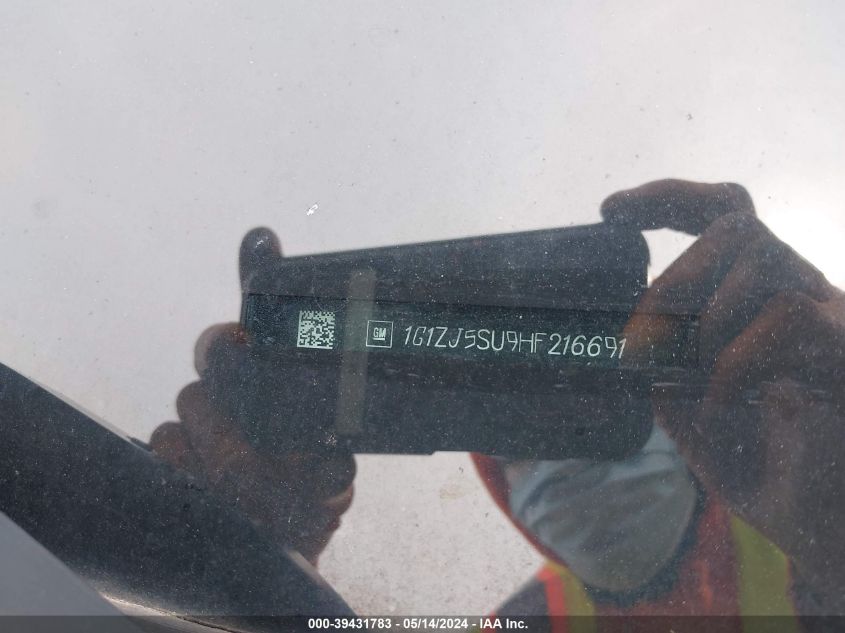 GM 1G1ZJ5SU9HF216691
000-39431783 - 05/14/2024 - IAA Inc.